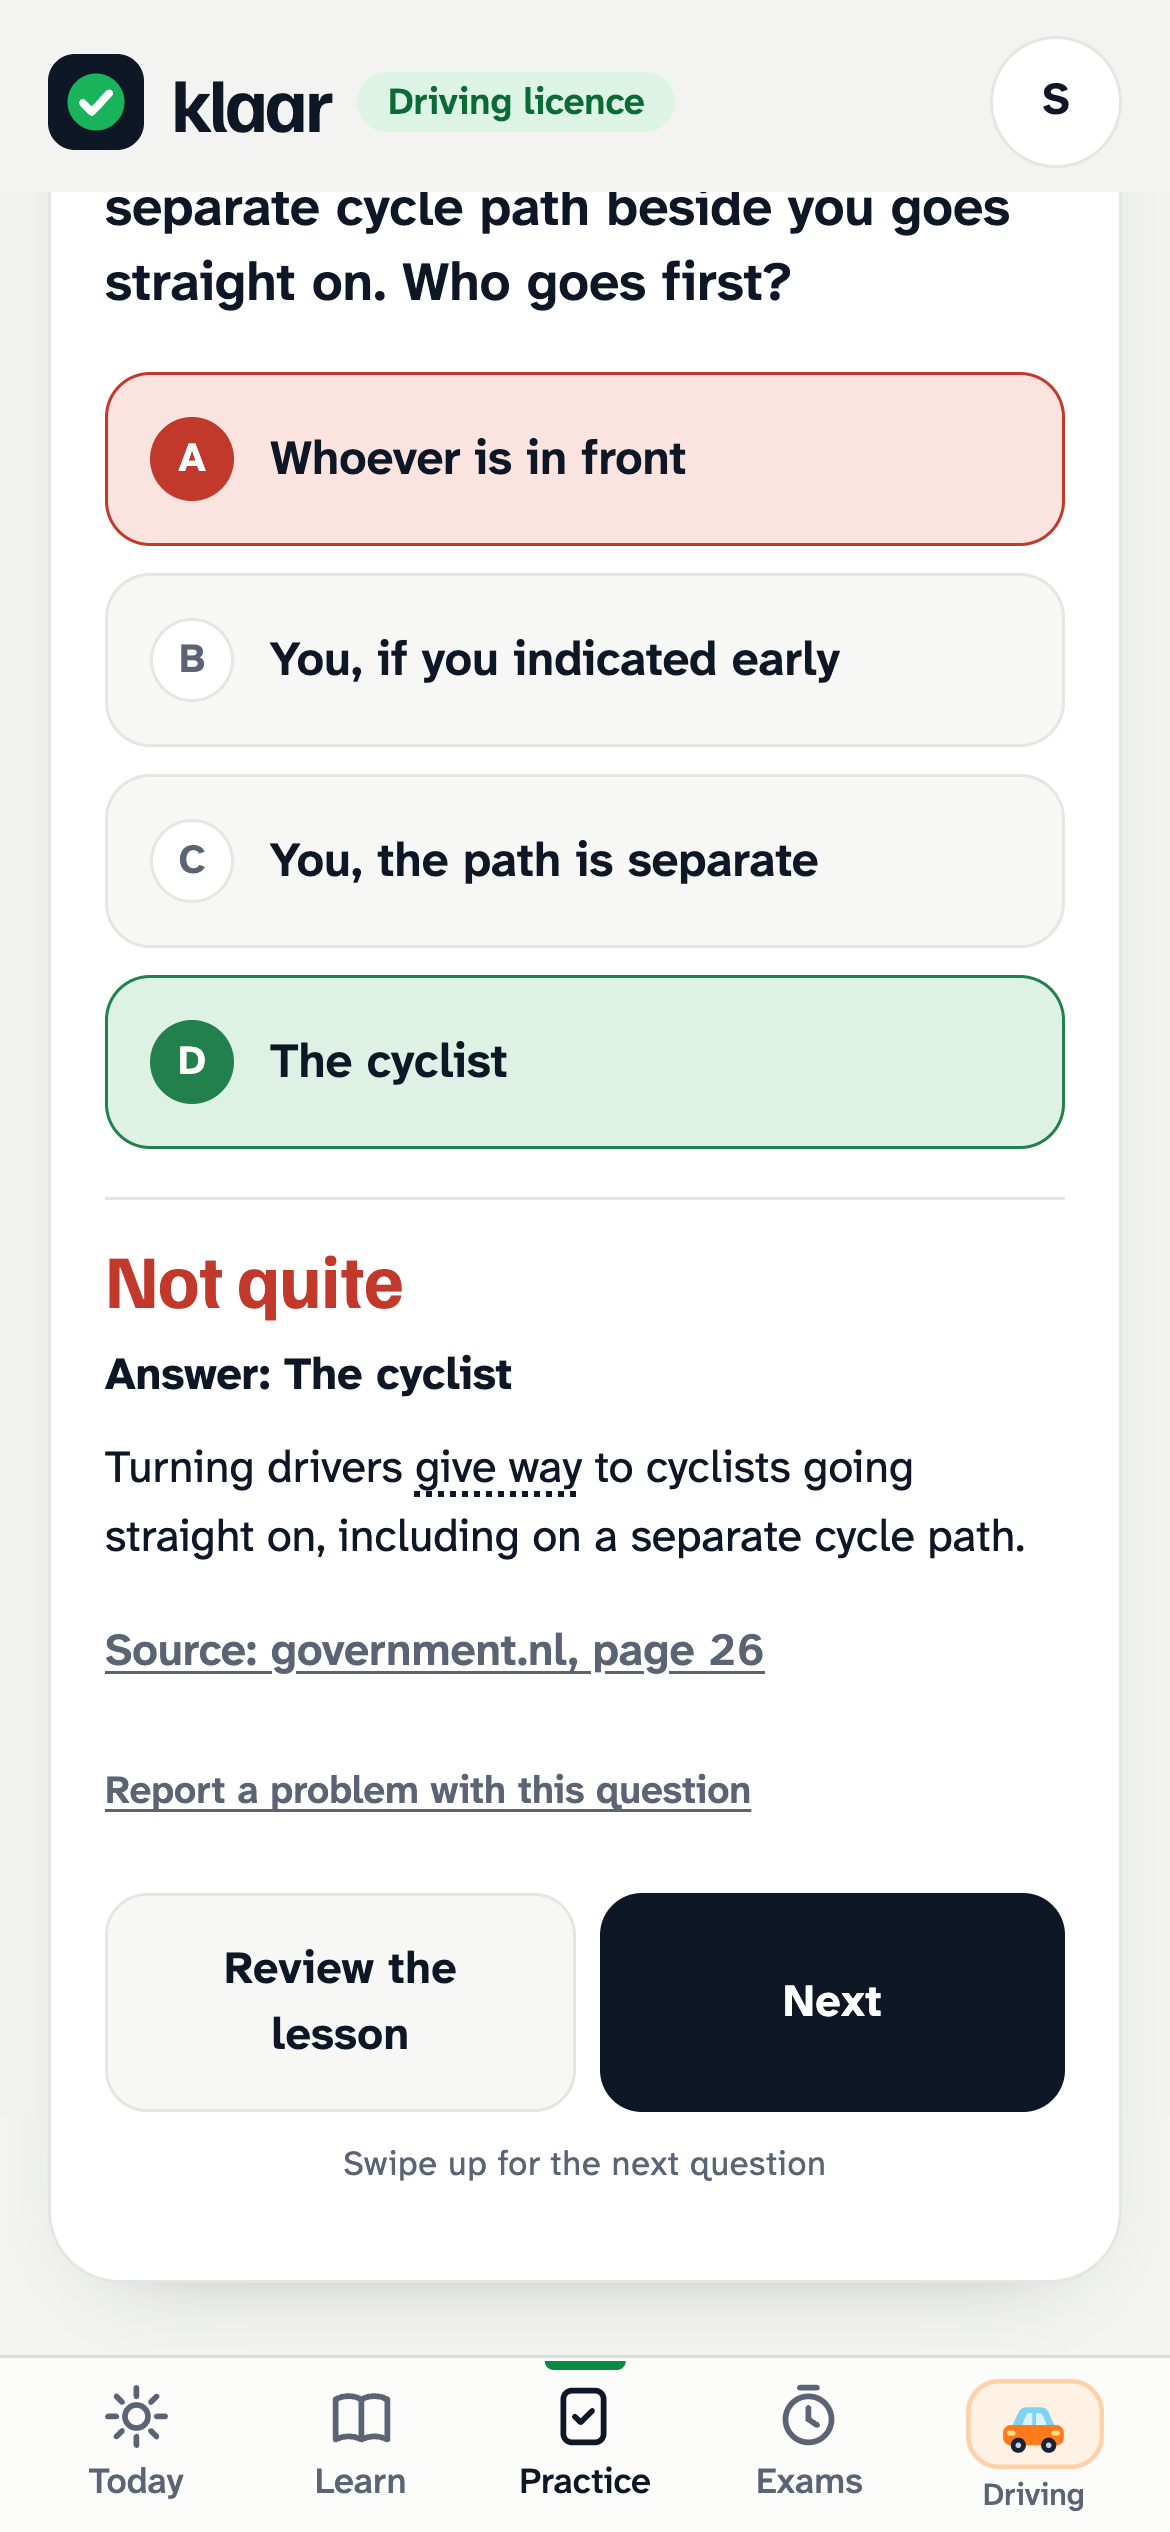 klaar
Driving licence
S
separate cycle path beside you goes
straight on. Who goes first?
A
Whoever is in front
B
You, if you indicated early
C
You, the path is separate
D
The cyclist
Not quite
Answer: The cyclist
Turning drivers give way to cyclists going
straight on, including on a separate cycle path.
Source: government.nl, page 26
Report a problem with this question
Review the
lesson
Next
Swipe up for the next question
Today
Learn
Practice
Exams
Driving